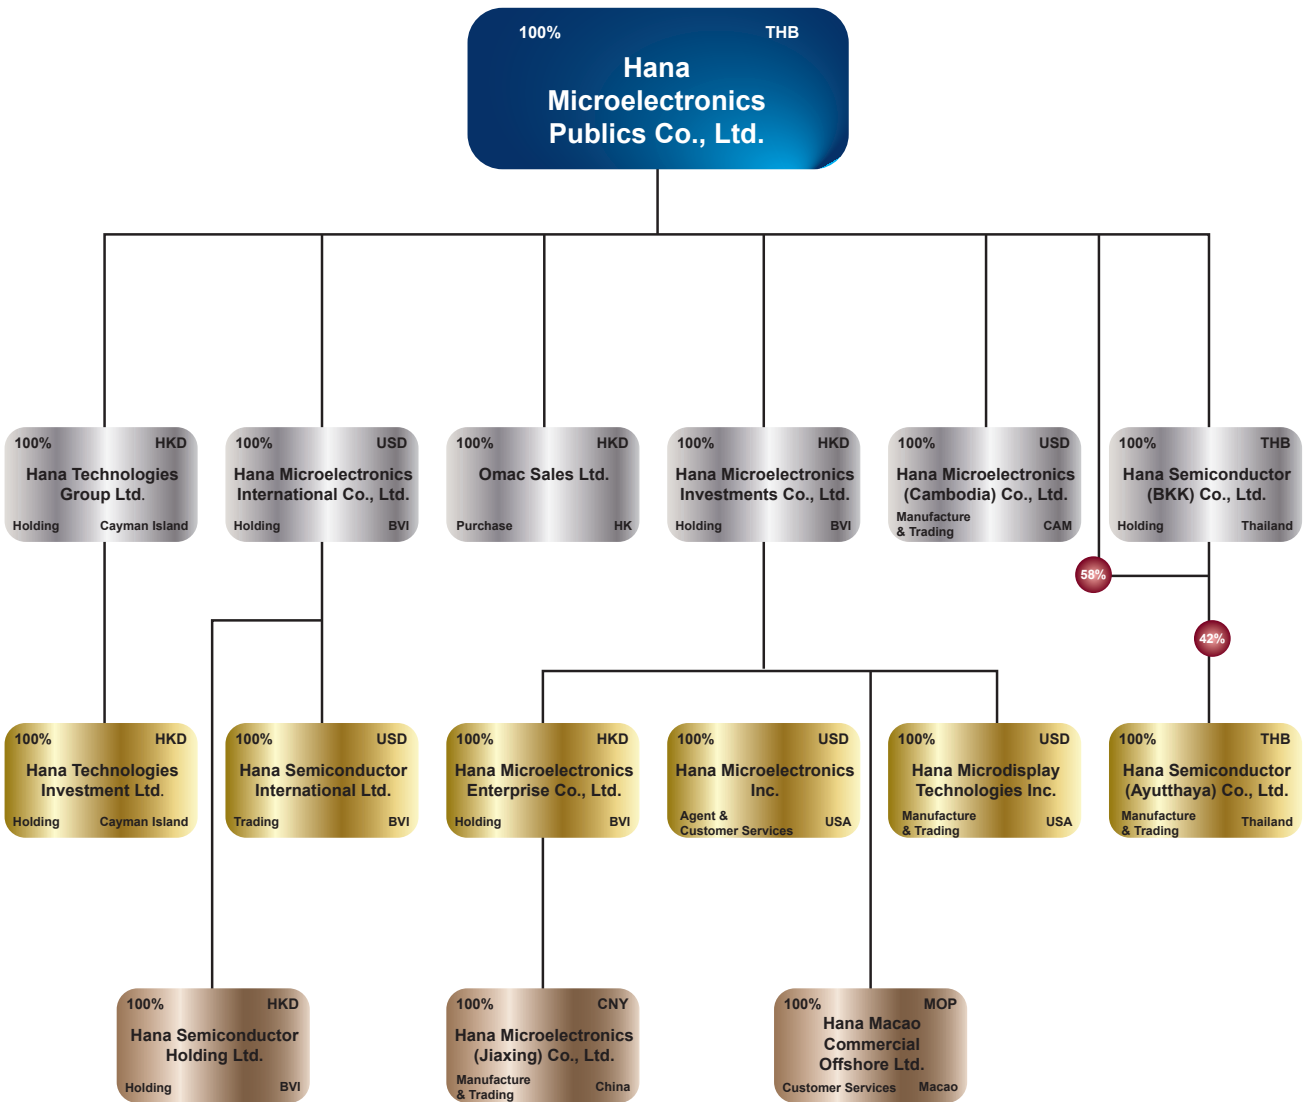 100% THB
Hana
Microelectronics
Publics Co., Ltd.
100% HKD
Hana Technologies
Group Ltd.
Holding Cayman Island
100% USD
Hana Microelectronics
International Co., Ltd.
Holding BVI
100% HKD
Omac Sales Ltd.
Purchase HK
100% HKD
Hana Microelectronics
Investments Co., Ltd.
Holding BVI
100% USD
Hana Microelectronics
(Cambodia) Co., Ltd.
Manufacture
& Trading CAM
100% THB
Hana Semiconductor
(BKK) Co., Ltd.
Holding Thailand
58%
42%
100% HKD
Hana Technologies
Investment Ltd.
Holding Cayman Island
100% USD
Hana Semiconductor
International Ltd.
Trading BVI
100% HKD
Hana Microelectronics
Enterprise Co., Ltd.
Holding BVI
100% USD
Hana Microelectronics
Inc.
Agent &
Customer Services USA
100% USD
Hana Microdisplay
Technologies Inc.
Manufacture
& Trading USA
100% THB
Hana Semiconductor
(Ayutthaya) Co., Ltd.
Manufacture
& Trading Thailand
100% HKD
Hana Semiconductor
Holding Ltd.
Holding BVI
100% CNY
Hana Microelectronics
(Jiaxing) Co., Ltd.
Manufacture
& Trading China
100% MOP
Hana Macao
Commercial
Offshore Ltd.
Customer Services Macao